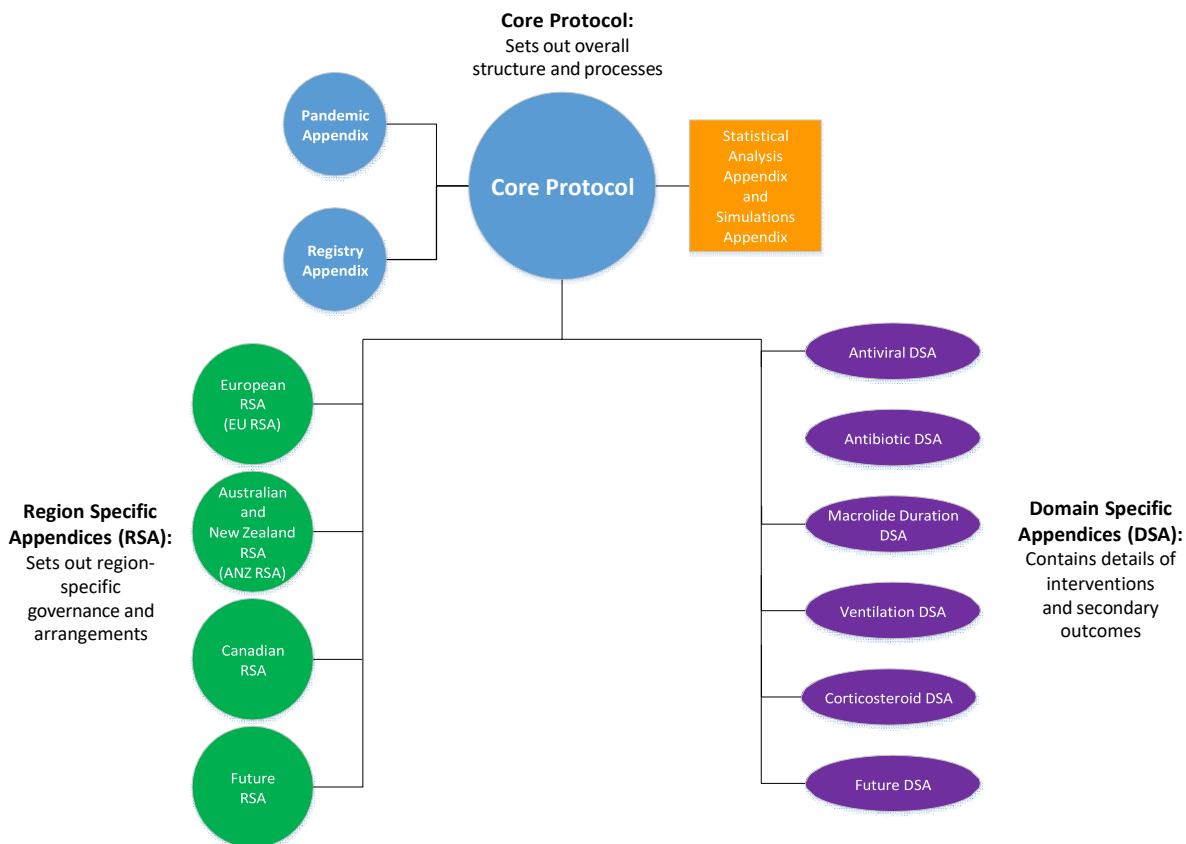 Core Protocol:
Sets out overall
structure and processes
Pandemic
Appendix
Registry
Appendix
Core Protocol
Statistical
Analysis
Appendix
and
Simulations
Appendix
Region Specific
Appendices (RSA):
Sets out region-
specific
governance and
arrangements
European
RSA
(EU RSA)
Australian
and
New Zealand
RSA
(ANZ RSA)
Canadian
RSA
Future
RSA
Antiviral DSA
Antibiotic DSA
Macrolide Duration
DSA
Ventilation DSA
Corticosteroid DSA
Future DSA
Domain Specific
Appendices (DSA):
Contains details of
interventions
and secondary
outcomes